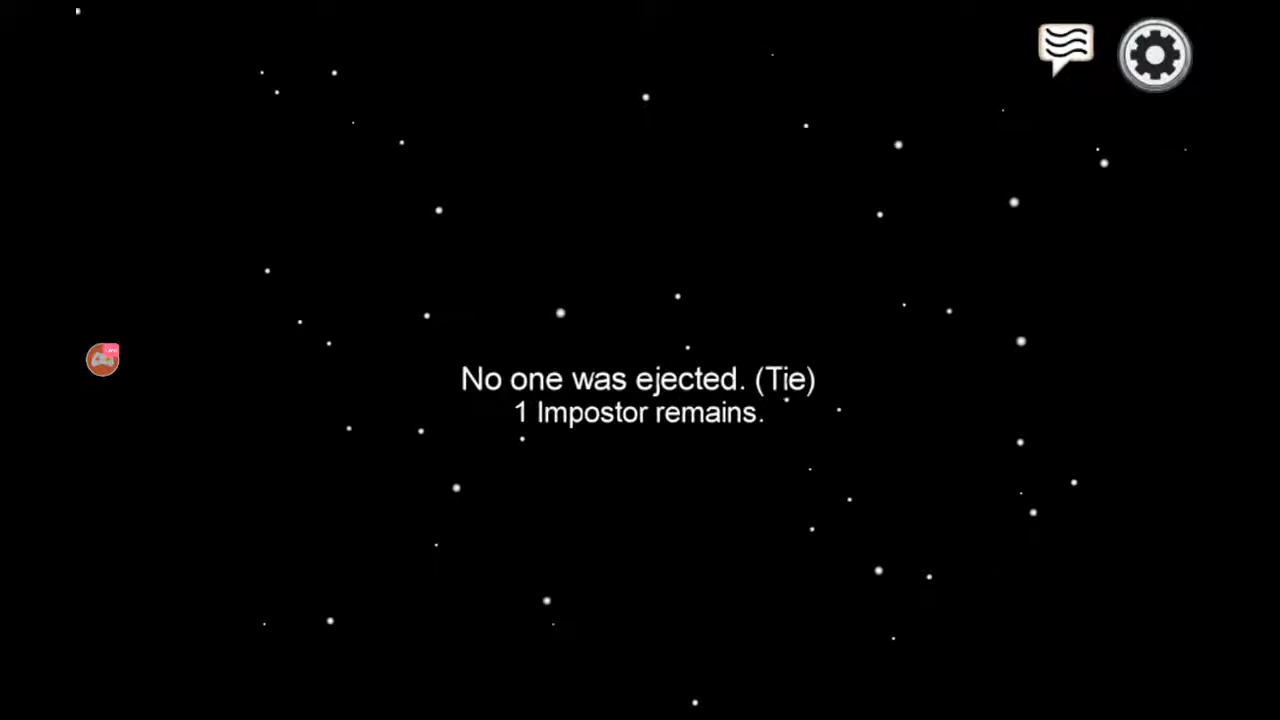 No one was ejected. (Tie)
1 Impostor remains.